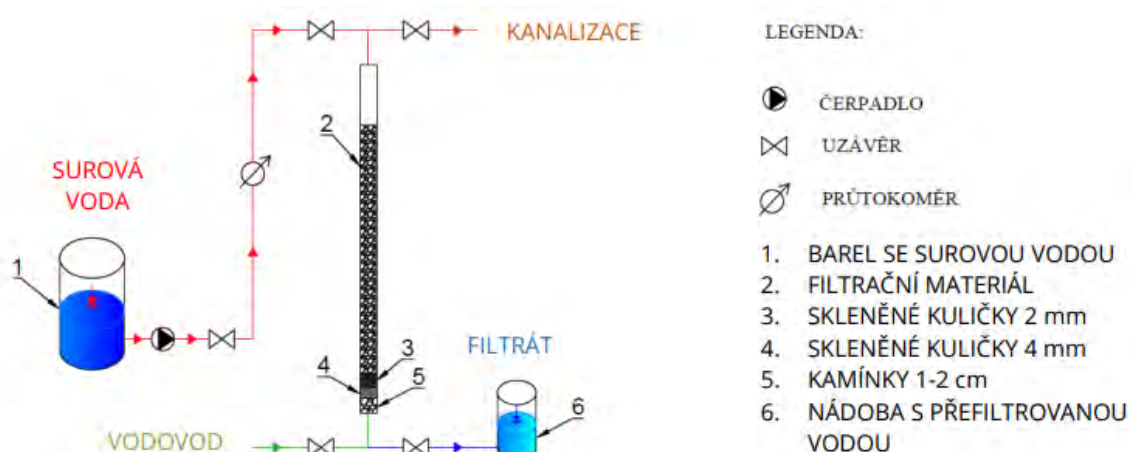 KANALIZACE
2
SUROVÁ
VODA
1
3
FILTRÁT
4
5
6
VODOVOD
LEGENDA:
ČERPADLO
UZÁVĚR
PRŮTOKOMĚR
1. BAREL SE SUROVOU VODOU
2. FILTRAČNÍ MATERIÁL
3. SKLENĚNÉ KULIČKY 2 mm
4. SKLENĚNÉ KULIČKY 4 mm
5. KAMÍNKY 1-2 cm
6. NÁDOBA S PŘEFILTROVANOU
VODOU